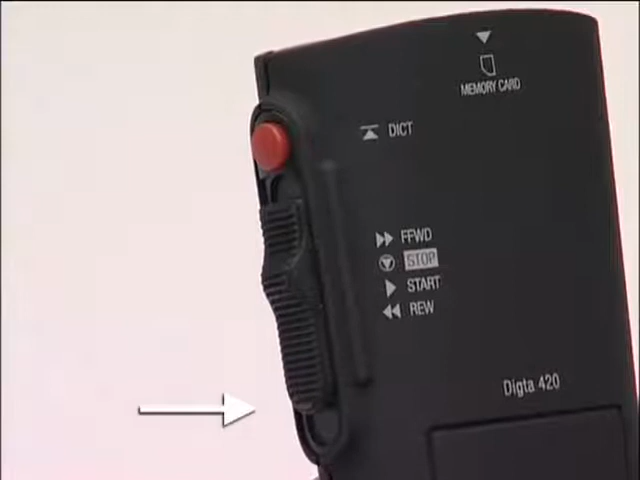 MEMORY CARD
DICT
FFWD
STOP
START
REW
Digta 420